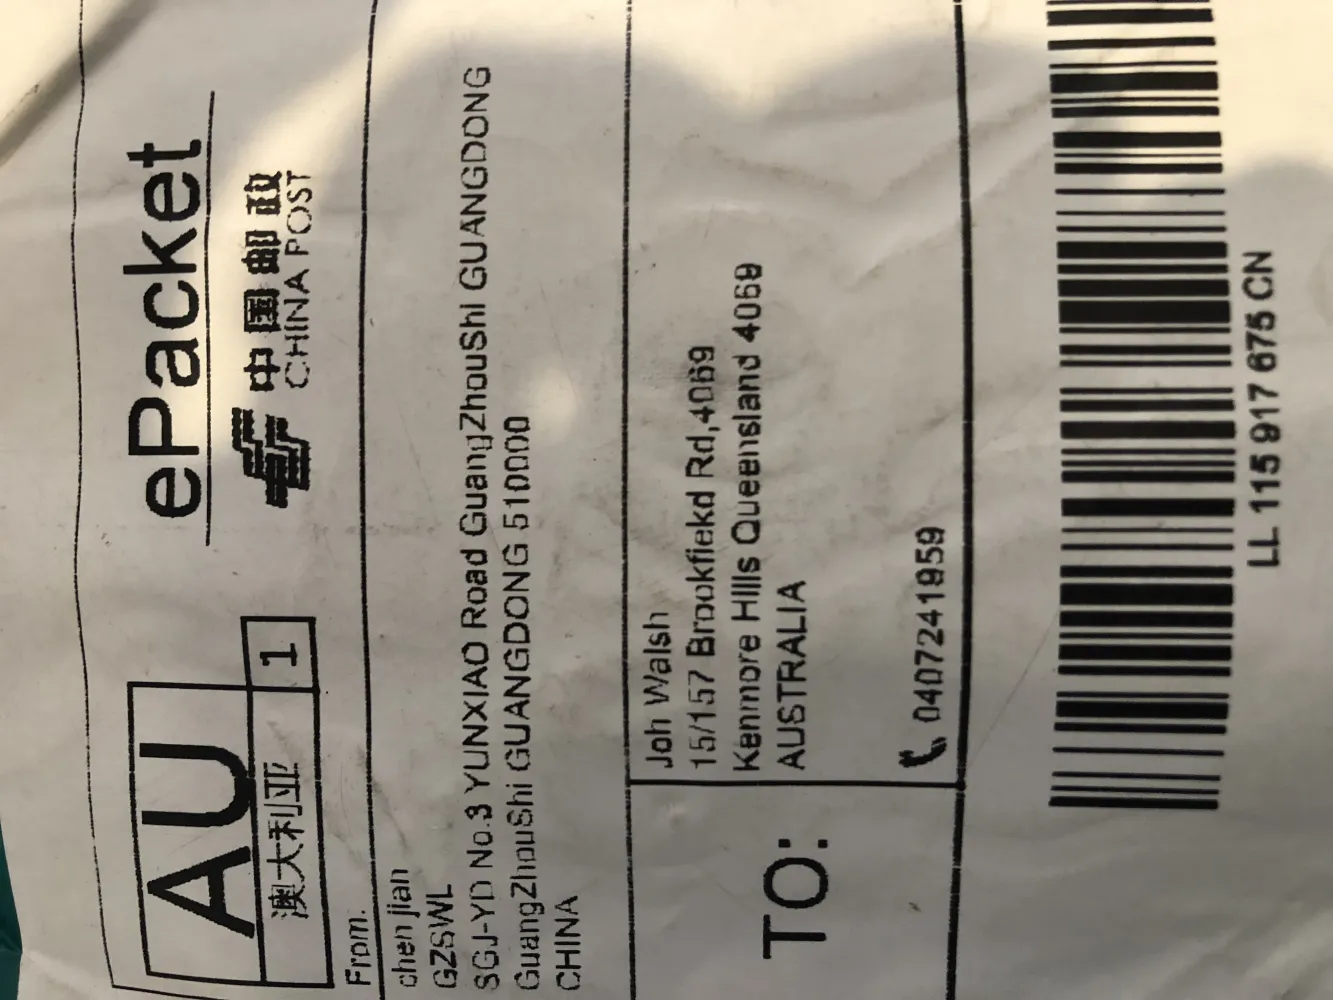 ePacket
中国邮政
CHINA POST
AU
澳大利亚
1
From:
chen jian
GZSWL
SGJ-YD No.3 YUNXIAO Road GuangZhouShi GUANGDONG
GuangZhouShi GUANGDONG 510000
CHINA
TO:
Joh Walsh
15/157 Brookfiekd Rd,4069
Kenmore Hills Queensland 4069
AUSTRALIA
0407241959
LL 115 917 675 CN